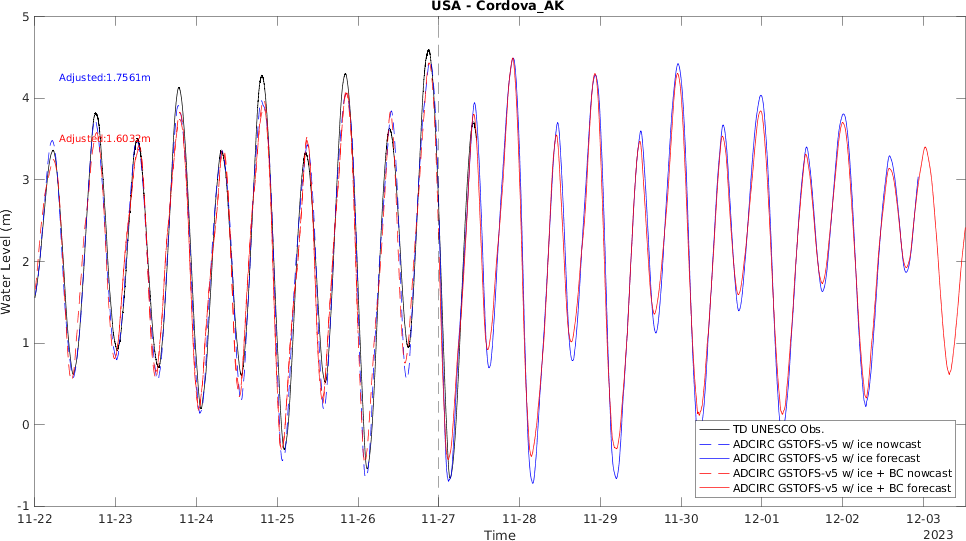 USA - Cordova_AK
5
4
3
2
1
0
-1
Water Level (m)
Adjusted:1.7561m
Adjusted:1.6032m
TD UNESCO Obs.
ADCIRC GSTOFS-v5 w/ ice nowcast
ADCIRC GSTOFS-v5 w/ ice forecast
ADCIRC GSTOFS-v5 w/ ice + BC nowcast
ADCIRC GSTOFS-v5 w/ ice + BC forecast
11-22 11-23 11-24 11-25 11-26 11-27 11-28 11-29 11-30 12-01 12-02 12-03
Time
2023